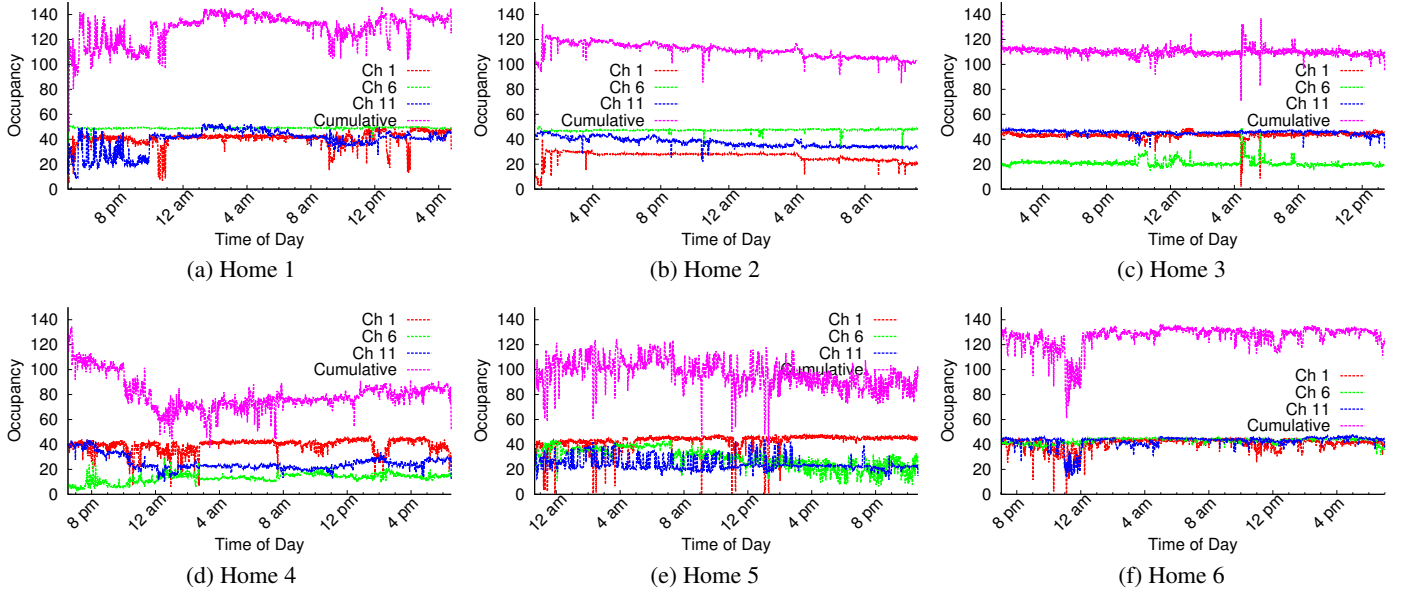 140
120
100
80
60
40
20
0
Occupancy
Ch 1
Ch 6
Ch 11
Cumulative
8 pm
12 am
4 am
8 am
12 pm
4 pm
Time of Day
(a) Home 1
140
120
100
80
60
40
20
0
Occupancy
Ch 1
Ch 6
Ch 11
Cumulative
4 pm
8 pm
12 am
4 am
8 am
Time of Day
(b) Home 2
140
120
100
80
60
40
20
0
Occupancy
Ch 1
Ch 6
Ch 11
Cumulative
4 pm
8 pm
12 am
4 am
8 am
12 pm
Time of Day
(c) Home 3
140
120
100
80
60
40
20
0
Occupancy
Ch 1
Ch 6
Ch 11
Cumulative
8 pm
12 am
4 am
8 am
12 pm
4 pm
Time of Day
(d) Home 4
140
120
100
80
60
40
20
0
Occupancy
Ch 1
Ch 6
Ch 11
Cumulative
12 am
4 am
8 am
12 pm
4 pm
8 pm
Time of Day
(e) Home 5
140
120
100
80
60
40
20
0
Occupancy
Ch 1
Ch 6
Ch 11
Cumulative
8 pm
12 am
4 am
8 am
12 pm
4 pm
Time of Day
(f) Home 6